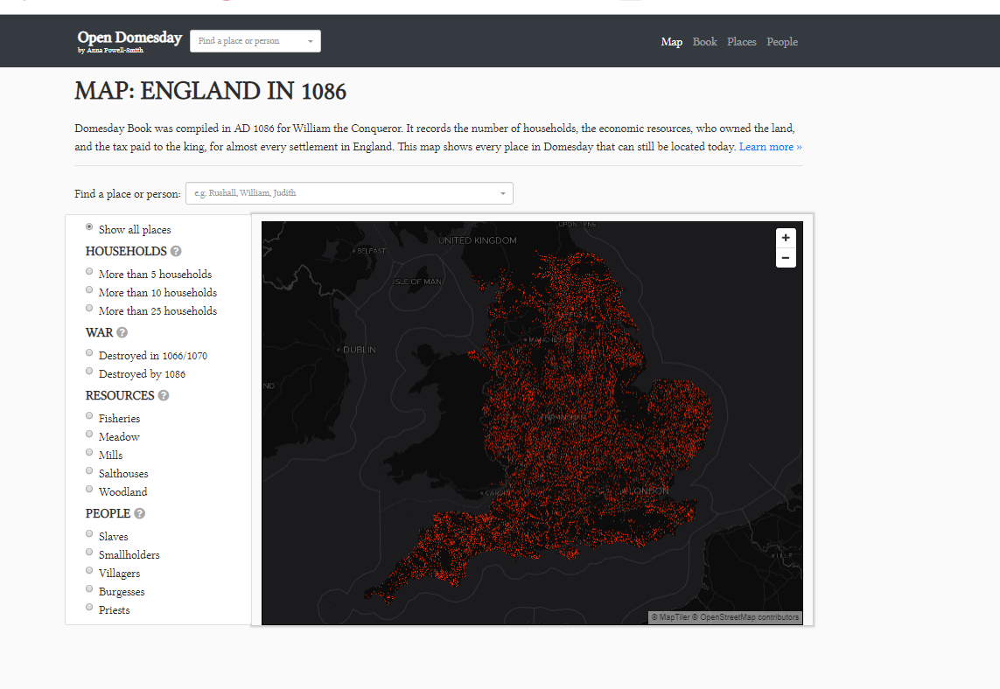 Open Domesday
by Anna Powell-Smith
Find a place or person
Map Book Places People
MAP: ENGLAND IN 1086
Domesday Book was compiled in AD 1086 for William the Conqueror. It records the number of households, the economic resources, who owned the land,
and the tax paid to the king, for almost every settlement in England. This map shows every place in Domesday that can still be located today. Learn more »
Find a place or person:
e.g. Rushall, William, Judith
Show all places
HOUSEHOLDS ?
More than 5 households
More than 10 households
More than 25 households
WAR ?
Destroyed in 1066/1070
Destroyed by 1086
RESOURCES ?
Fisheries
Meadow
Mills
Salthouses
Woodland
PEOPLE ?
Slaves
Smallholders
Villagers
Burgesses
Priests
UPON TYNE
+
UNITED KINGDOM
BELFAST
−
ISLE OF MAN
LEEDS
DUBLIN
ND
LONDON
© MapTiler © OpenStreetMap contributors